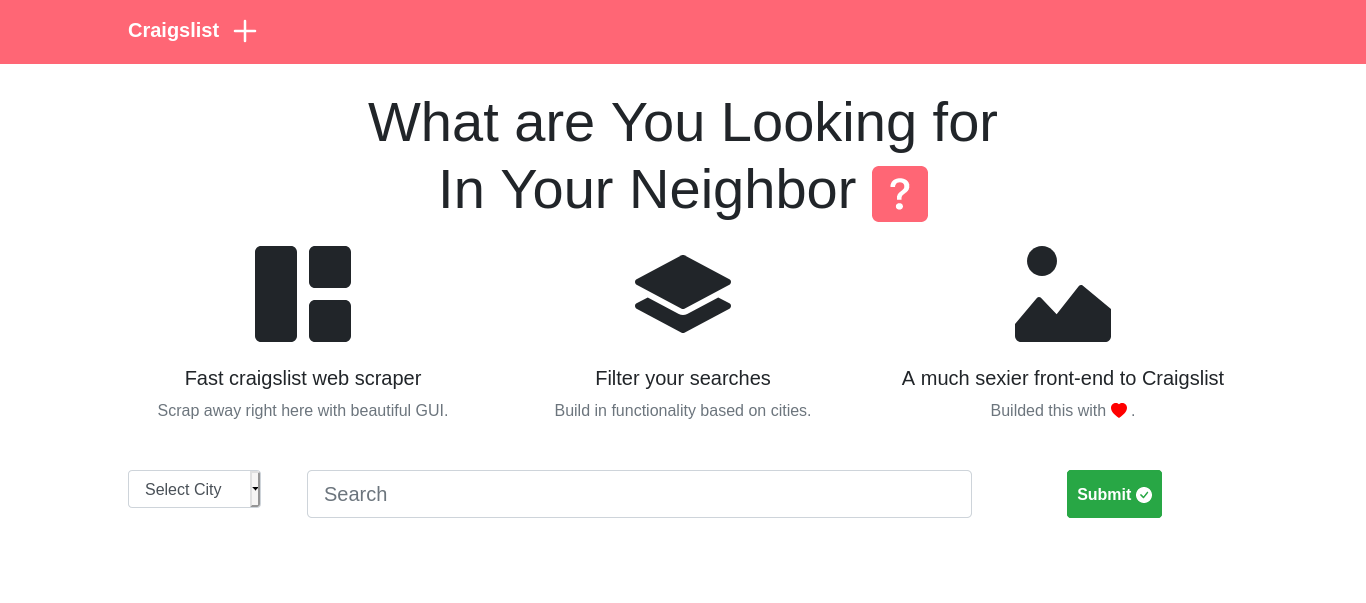 Craigslist +
What are You Looking for
In Your Neighbor ?
Fast craigslist web scraper
Scrap away right here with beautiful GUI.
Filter your searches
Build in functionality based on cities.
A much sexier front-end to Craigslist
Builded this with ❤ .
Select City
Search
Submit